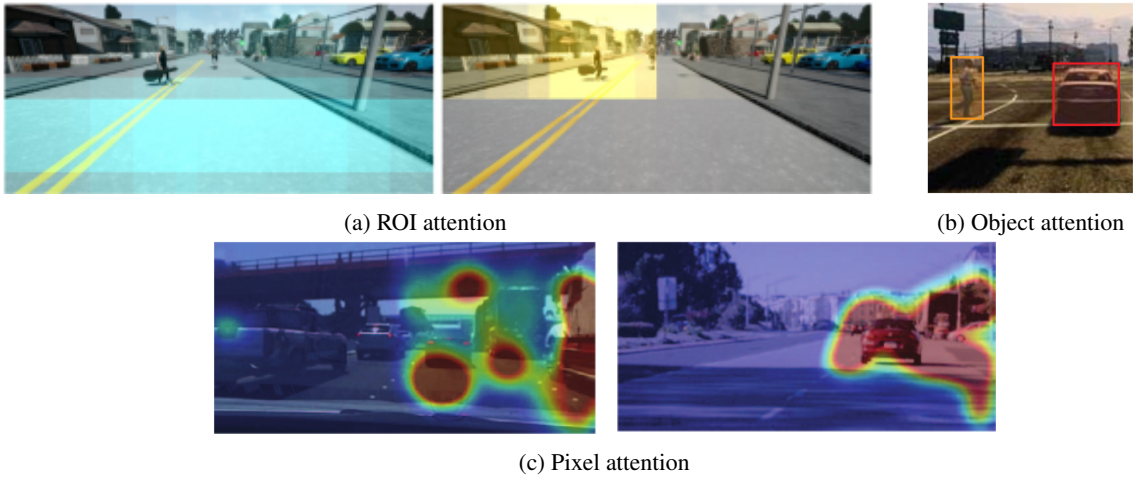 (a) ROI attention
(b) Object attention
(c) Pixel attention